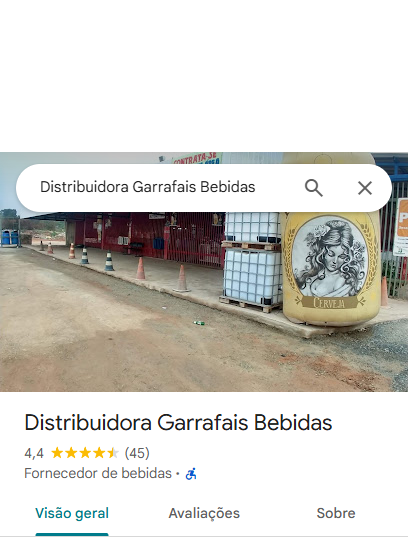 CONTRATA-SE
Distribuidora Garrafais Bebidas
CERVEJA
Distribuidora Garrafais Bebidas
4,4 (45)
Fornecedor de bebidas ·
Visão geral Avaliações Sobre